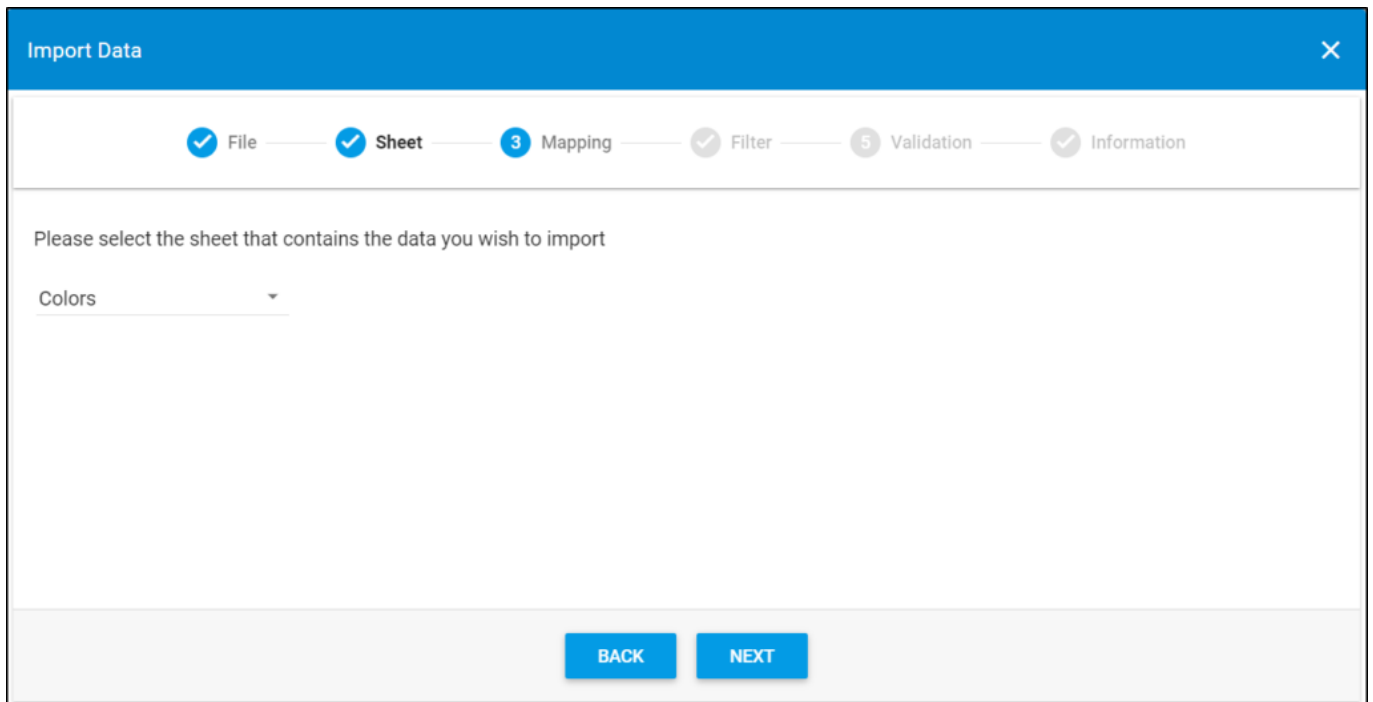 Import Data
File Sheet 3 Mapping Filter 5 Validation Information
Please select the sheet that contains the data you wish to import
Colors
BACK NEXT